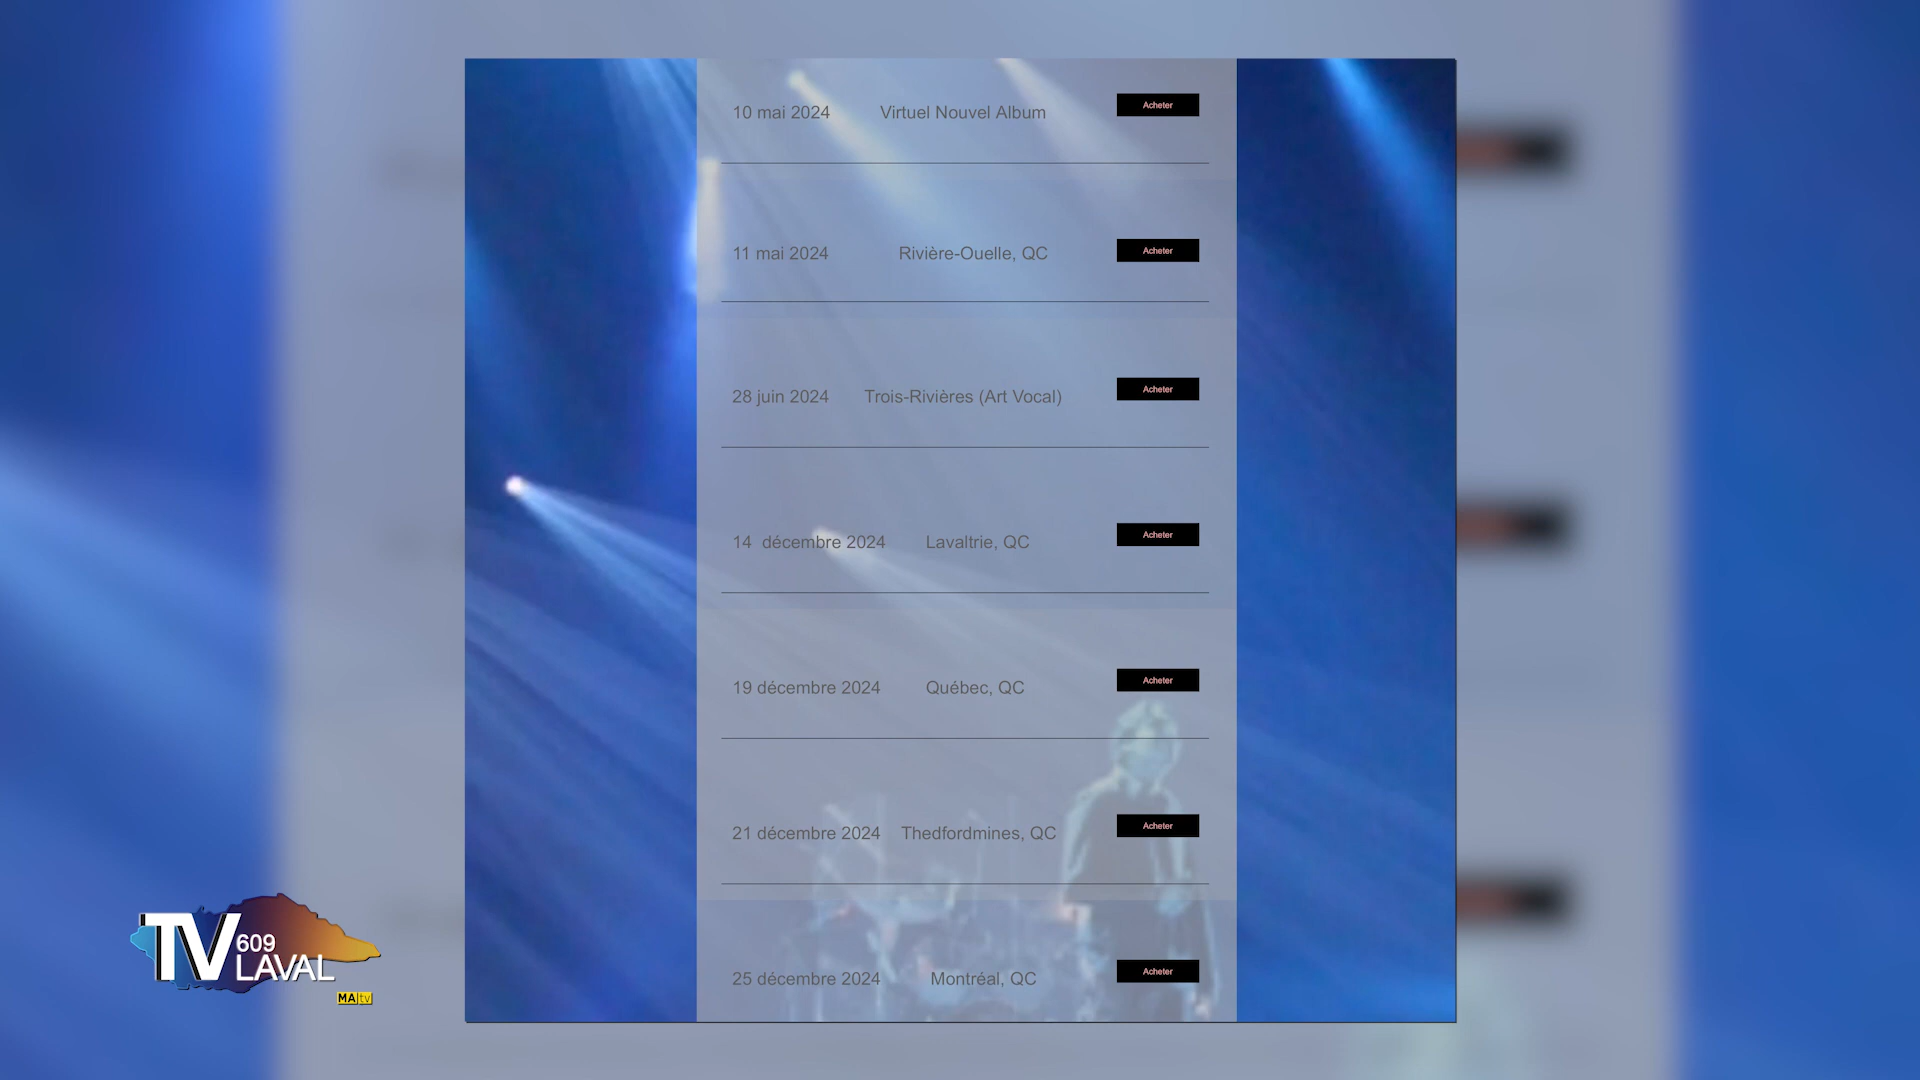 10 mai 2024 Virtuel Nouvel Album Acheter
11 mai 2024 Rivière-Ouelle, QC Acheter
28 juin 2024 Trois-Rivières (Art Vocal) Acheter
14 décembre 2024 Lavaltrie, QC Acheter
19 décembre 2024 Québec, QC Acheter
21 décembre 2024 Thedfordmines, QC Acheter
25 décembre 2024 Montréal, QC Acheter
TV 609
LAVAL
MAtv